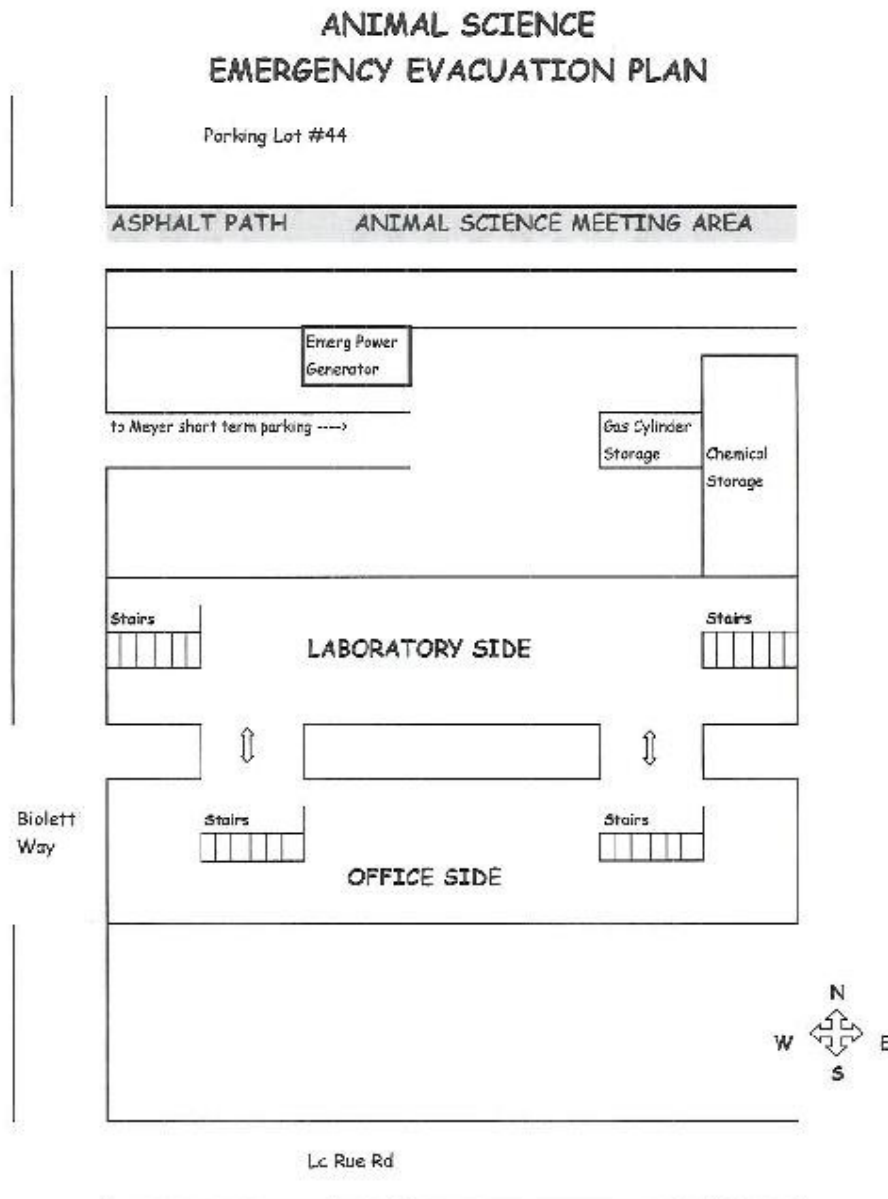 ANIMAL SCIENCE
EMERGENCY EVACUATION PLAN
Parking Lot #44
ASPHALT PATH ANIMAL SCIENCE MEETING AREA
Emerg Power
Generator
to Meyer short term parking ---->
Gas Cylinder
Storage
Chemical
Storage
Stairs
Stairs
LABORATORY SIDE
Biolett
Way
Stairs
Stairs
OFFICE SIDE
N
W
E
S
La Rue Rd